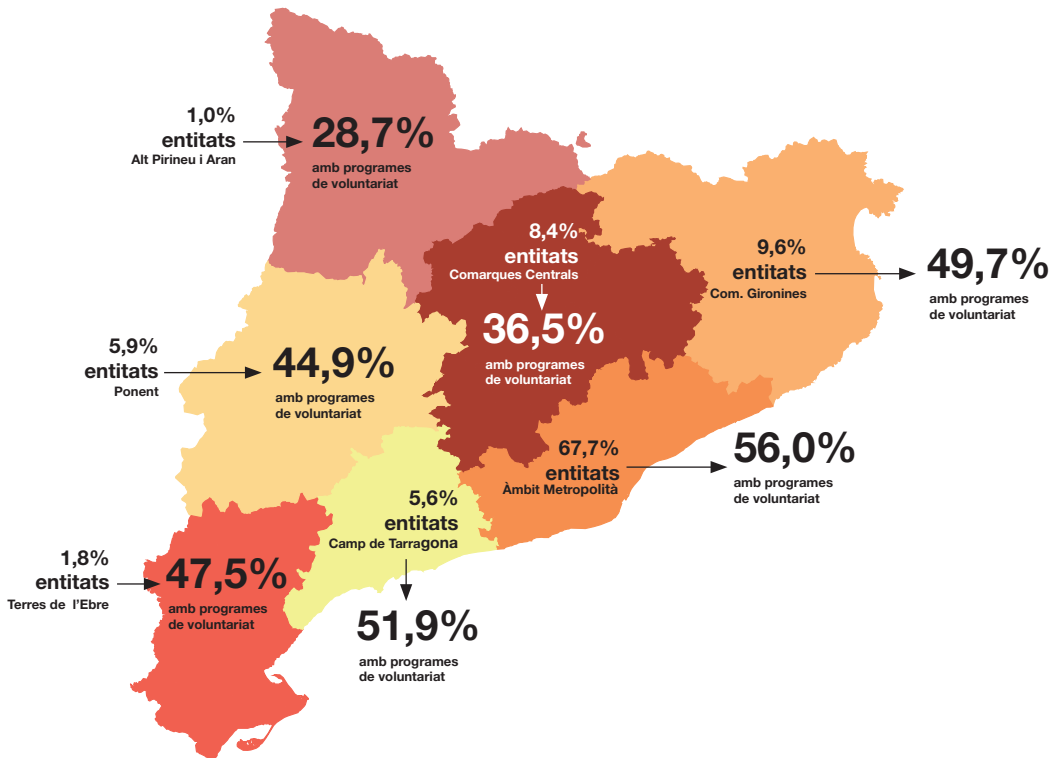 1,0%
entitats
Alt Pirineu i Aran
28,7%
amb programes
de voluntariat
8,4%
entitats
Comarques Centrals
36,5%
amb programes
de voluntariat
9,6%
entitats
Com. Gironines
49,7%
amb programes
de voluntariat
5,9%
entitats
Ponent
44,9%
amb programes
de voluntariat
67,7%
entitats
Àmbit Metropolità
56,0%
amb programes
de voluntariat
5,6%
entitats
Camp de Tarragona
51,9%
amb programes
de voluntariat
1,8%
entitats
Terres de l'Ebre
47,5%
amb programes
de voluntariat